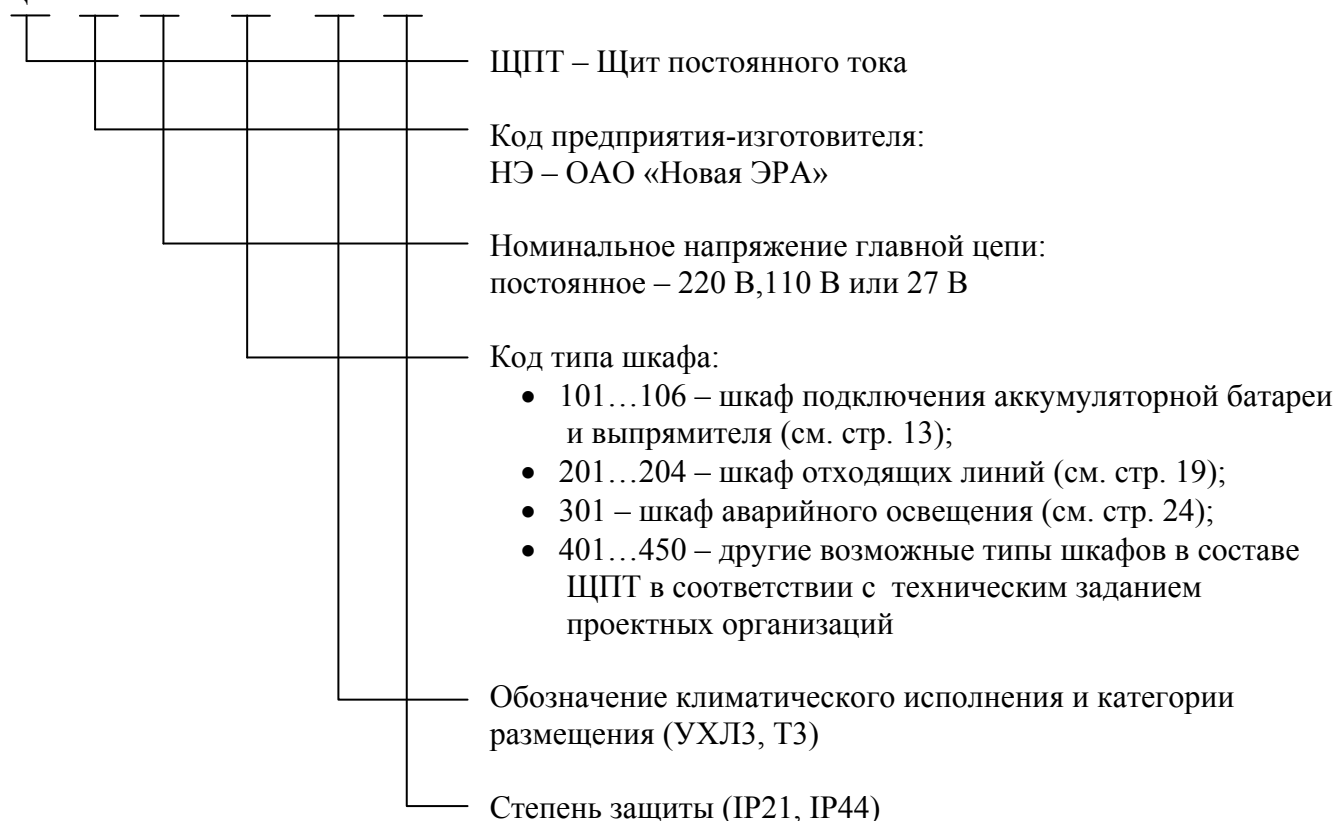 ЩПТ – Щит постоянного тока
Код предприятия-изготовителя:
НЭ – ОАО «Новая ЭРА»
Номинальное напряжение главной цепи:
постоянное – 220 В,110 В или 27 В
Код типа шкафа:
• 101…106 – шкаф подключения аккумуляторной батареи
и выпрямителя (см. стр. 13);
• 201…204 – шкаф отходящих линий (см. стр. 19);
• 301 – шкаф аварийного освещения (см. стр. 24);
• 401…450 – другие возможные типы шкафов в составе
ЩПТ в соответствии с техническим заданием
проектных организаций
Обозначение климатического исполнения и категории
размещения (УХЛ3, Т3)
Степень защиты (IP21, IP44)